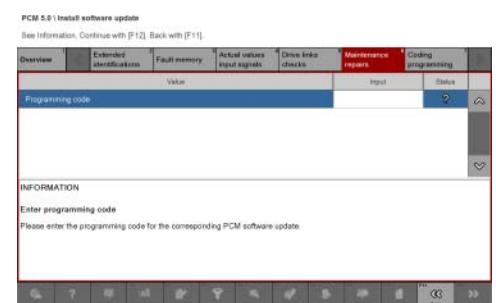 PCM 5.0 \ Install software update
See Information, Continue with [F12], Back with [F11].
Overview
Extended identifications
Fault memory
Actual values input signals
Drive links checks
Maintenance repairs
Coding programming
Value
Input
Status
Programming code
?
INFORMATION
Enter programming code
Please enter the programming code for the corresponding PCM software update.